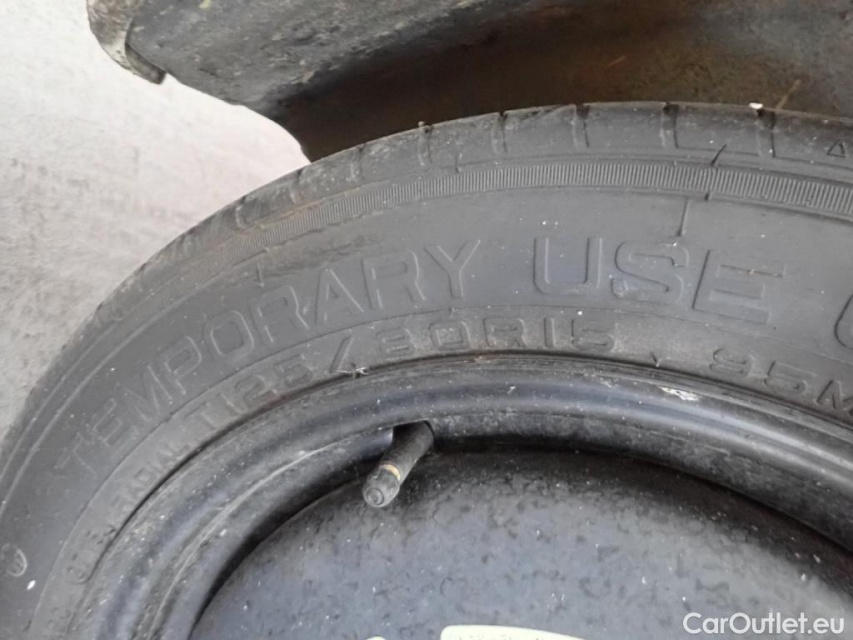 TEMPORARY USE
T125/80R15 95M
CarOutlet.eu